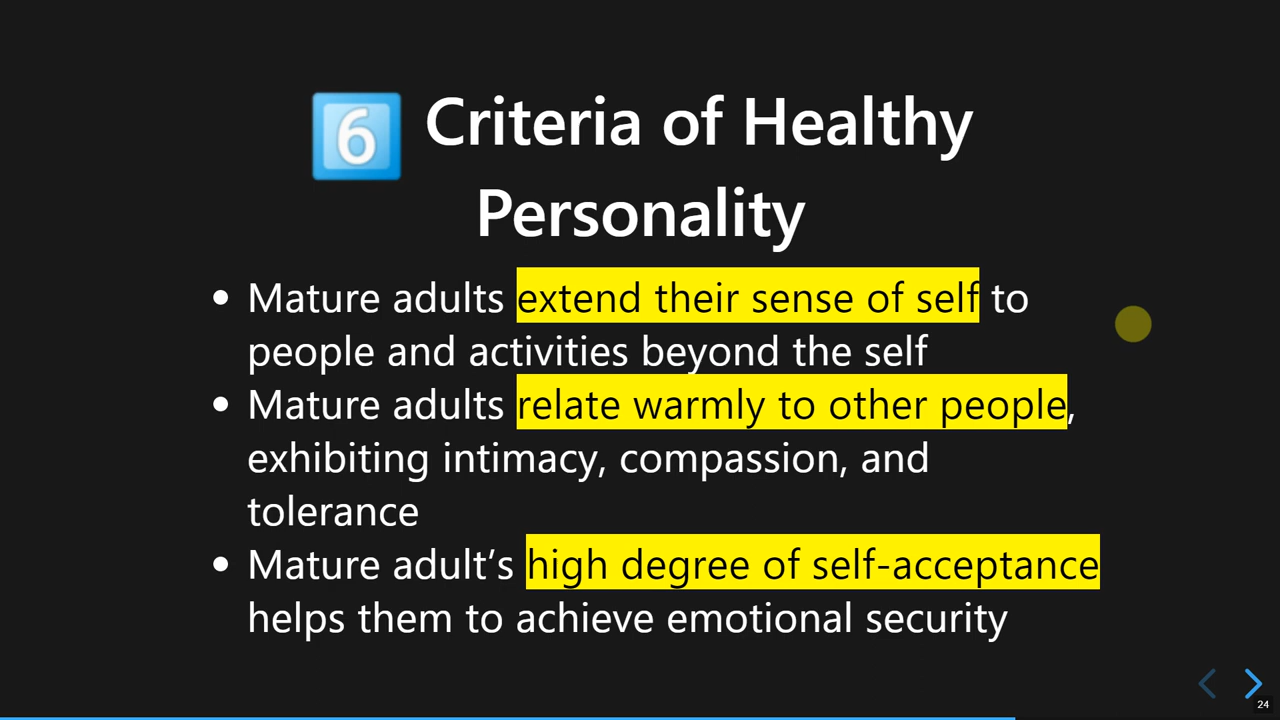 6 Criteria of Healthy
Personality
• Mature adults extend their sense of self to
people and activities beyond the self
• Mature adults relate warmly to other people,
exhibiting intimacy, compassion, and
tolerance
• Mature adult’s high degree of self-acceptance
helps them to achieve emotional security
24